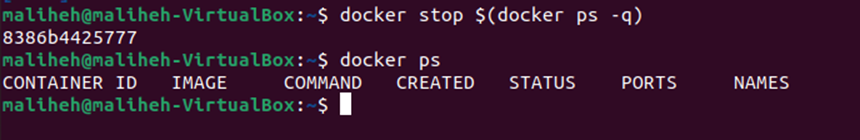 maliheh@maliheh-VirtualBox:~$ docker stop $(docker ps -q)
8386b4425777
maliheh@maliheh-VirtualBox:~$ docker ps
CONTAINER ID   IMAGE     COMMAND   CREATED   STATUS    PORTS     NAMES
maliheh@maliheh-VirtualBox:~$